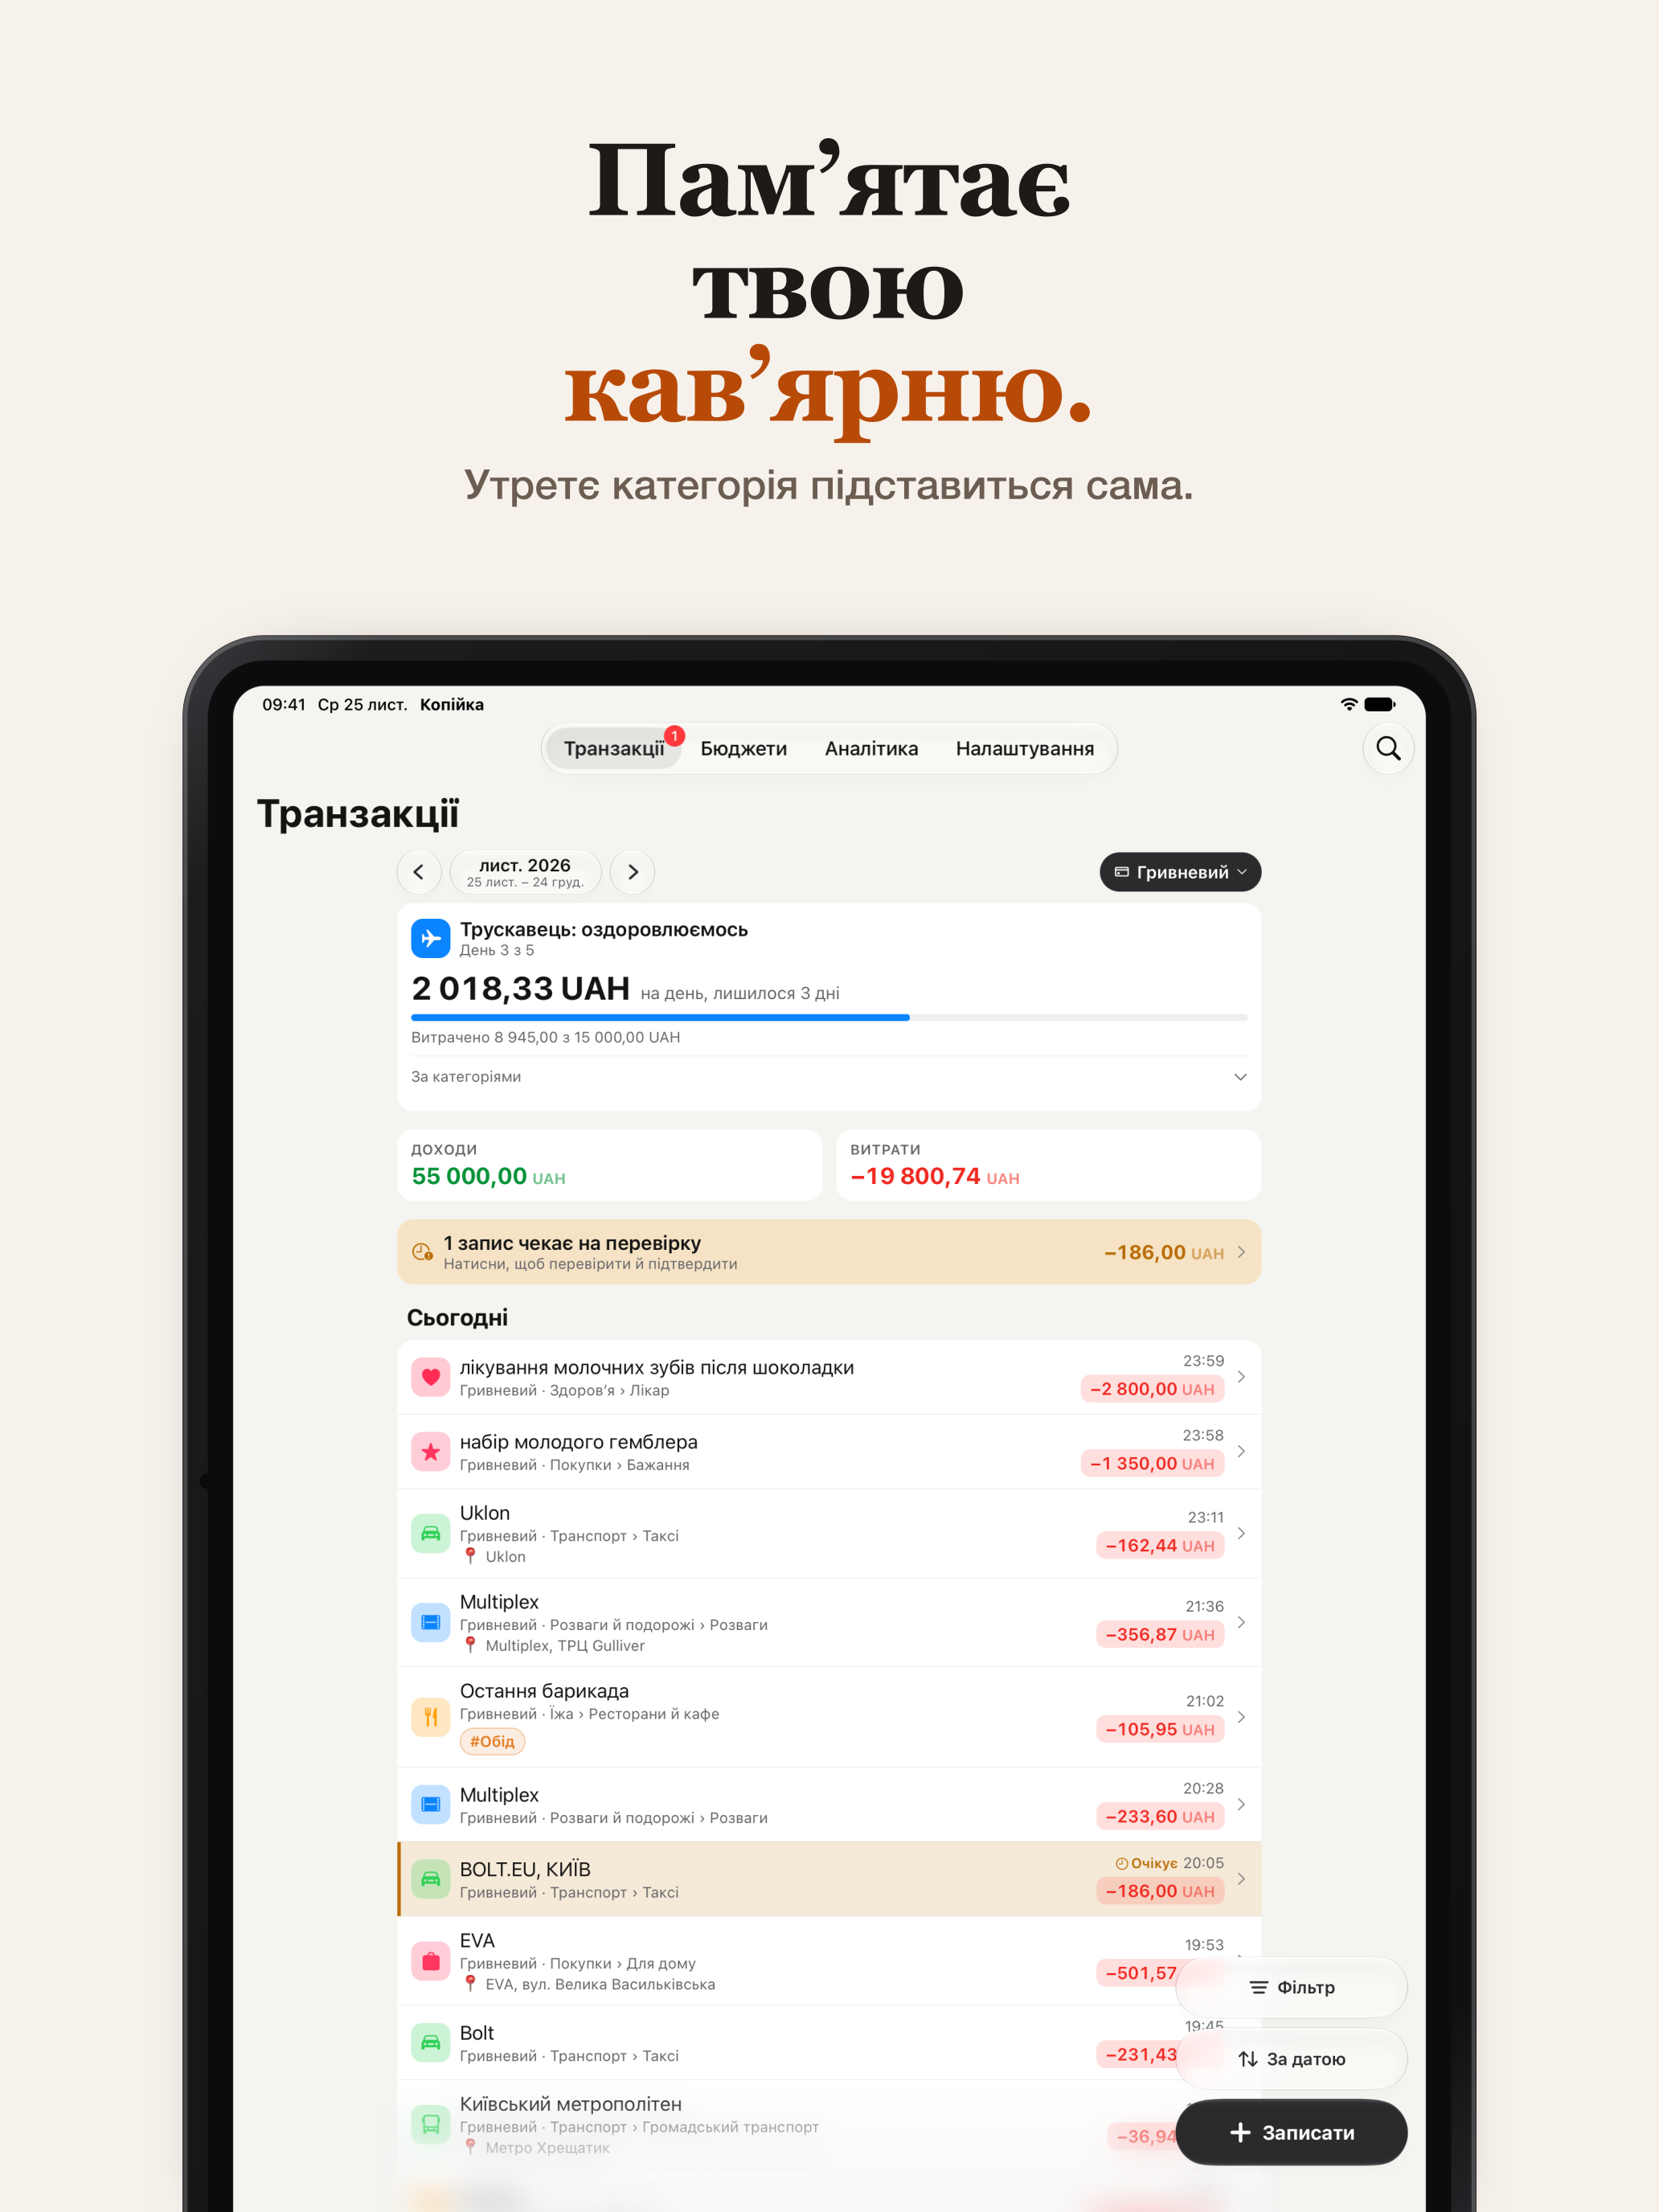 Пам’ятає
твою
кав’ярню.
Утретє категорія підставиться сама.
09:41 Ср 25 лист. Копійка
Транзакції 1 Бюджети Аналітика Налаштування
Транзакції
лист. 2026
25 лист. – 24 груд.
Гривневий
Трускавець: оздоровлюємось
День 3 з 5
2 018,33 UAH на день, лишилося 3 дні
Витрачено 8 945,00 з 15 000,00 UAH
За категоріями
ДОХОДИ
55 000,00 UAH
ВИТРАТИ
−19 800,74 UAH
1 запис чекає на перевірку
Натисни, щоб перевірити й підтвердити
−186,00 UAH
Сьогодні
лікування молочних зубів після шоколадки
Гривневий · Здоров’я › Лікар
23:59
−2 800,00 UAH
набір молодого гемблера
Гривневий · Покупки › Бажання
23:58
−1 350,00 UAH
Uklon
Гривневий · Транспорт › Таксі
📍 Uklon
23:11
−162,44 UAH
Multiplex
Гривневий · Розваги й подорожі › Розваги
📍 Multiplex, ТРЦ Gulliver
21:36
−356,87 UAH
Остання барикада
Гривневий · Їжа › Ресторани й кафе
#Обід
21:02
−105,95 UAH
Multiplex
Гривневий · Розваги й подорожі › Розваги
20:28
−233,60 UAH
BOLT.EU, КИЇВ
Гривневий · Транспорт › Таксі
Очікує 20:05
−186,00 UAH
EVA
Гривневий · Покупки › Для дому
📍 EVA, вул. Велика Васильківська
19:53
−501,57
Bolt
Гривневий · Транспорт › Таксі
19:45
−231,43
Київський метрополітен
Гривневий · Транспорт › Громадський транспорт
📍 Метро Хрещатик
−36,94
Фільтр
За датою
Записати